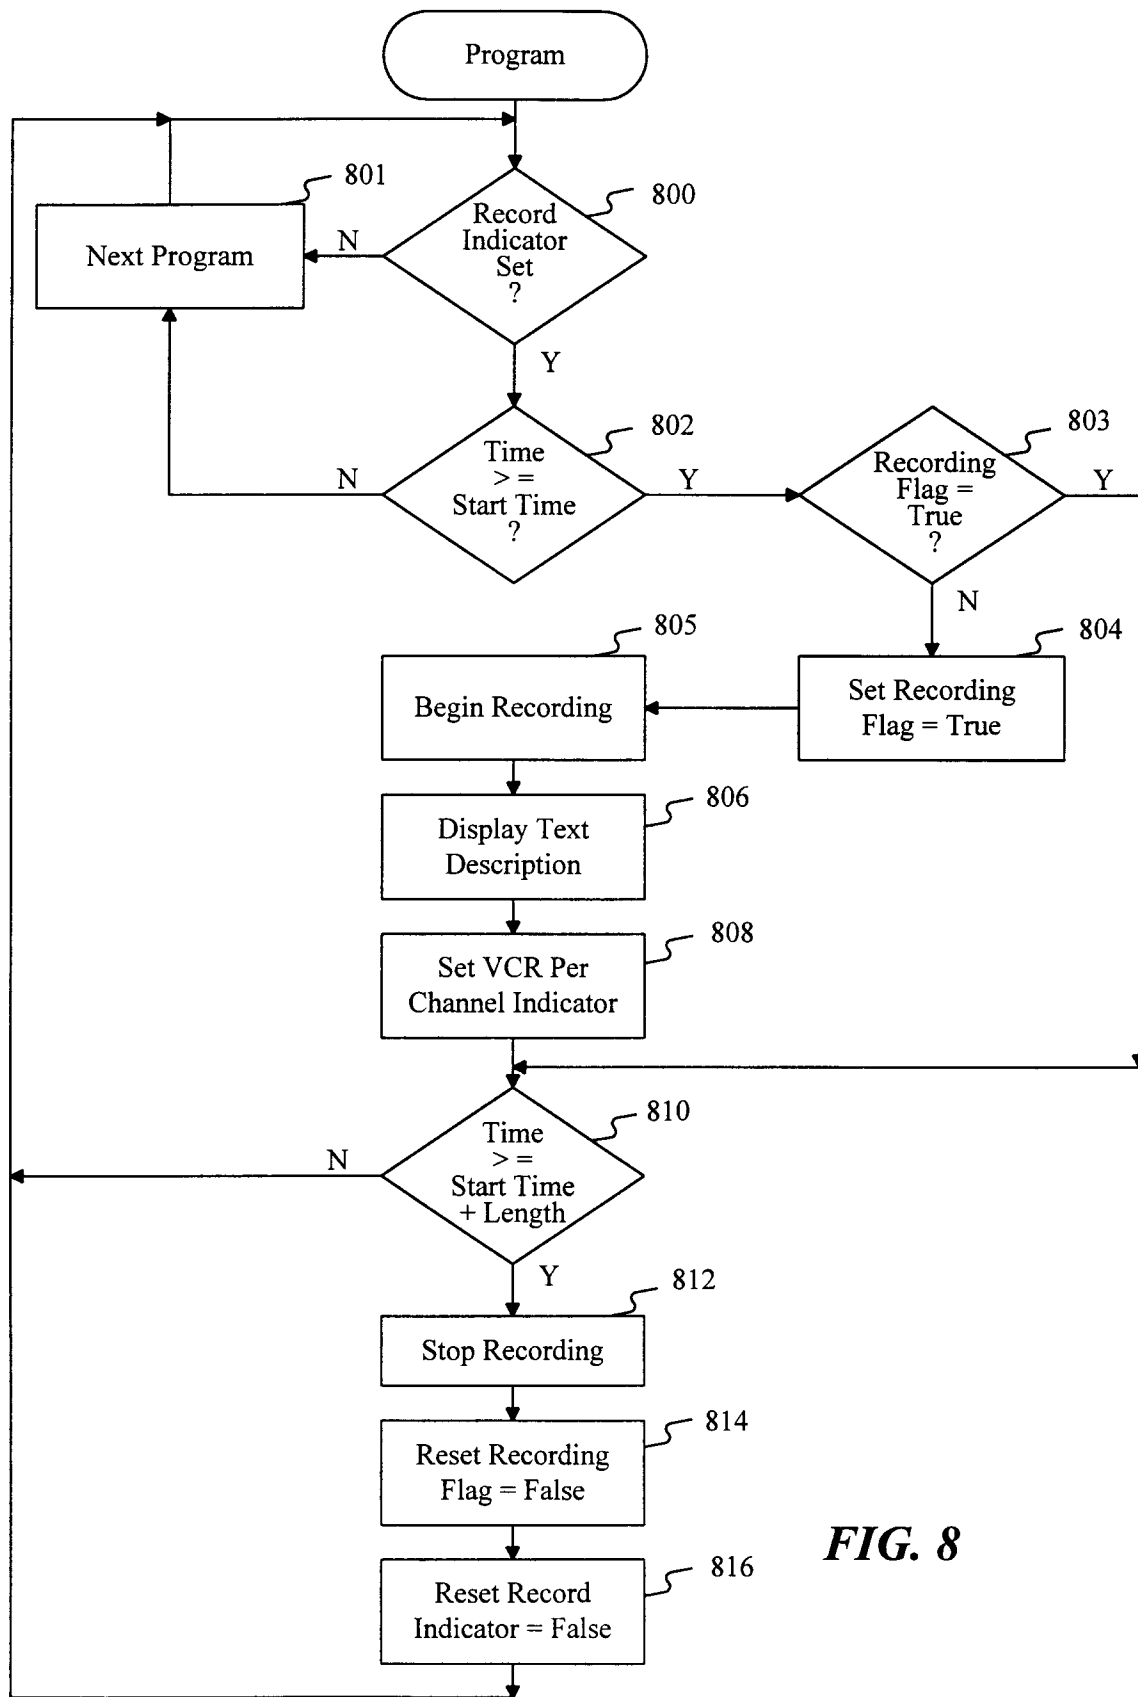 Program
801
800
Next Program
N
Record
Indicator
Set
?
Y
802
803
Time
> =
Start Time
?
N
Y
Recording
Flag =
True
?
Y
N
805
804
Begin Recording
Set Recording
Flag = True
806
Display Text
Description
808
Set VCR Per
Channel Indicator
810
N
Time
> =
Start Time
+ Length
Y
812
Stop Recording
814
Reset Recording
Flag = False
816
Reset Record
Indicator = False
FIG. 8